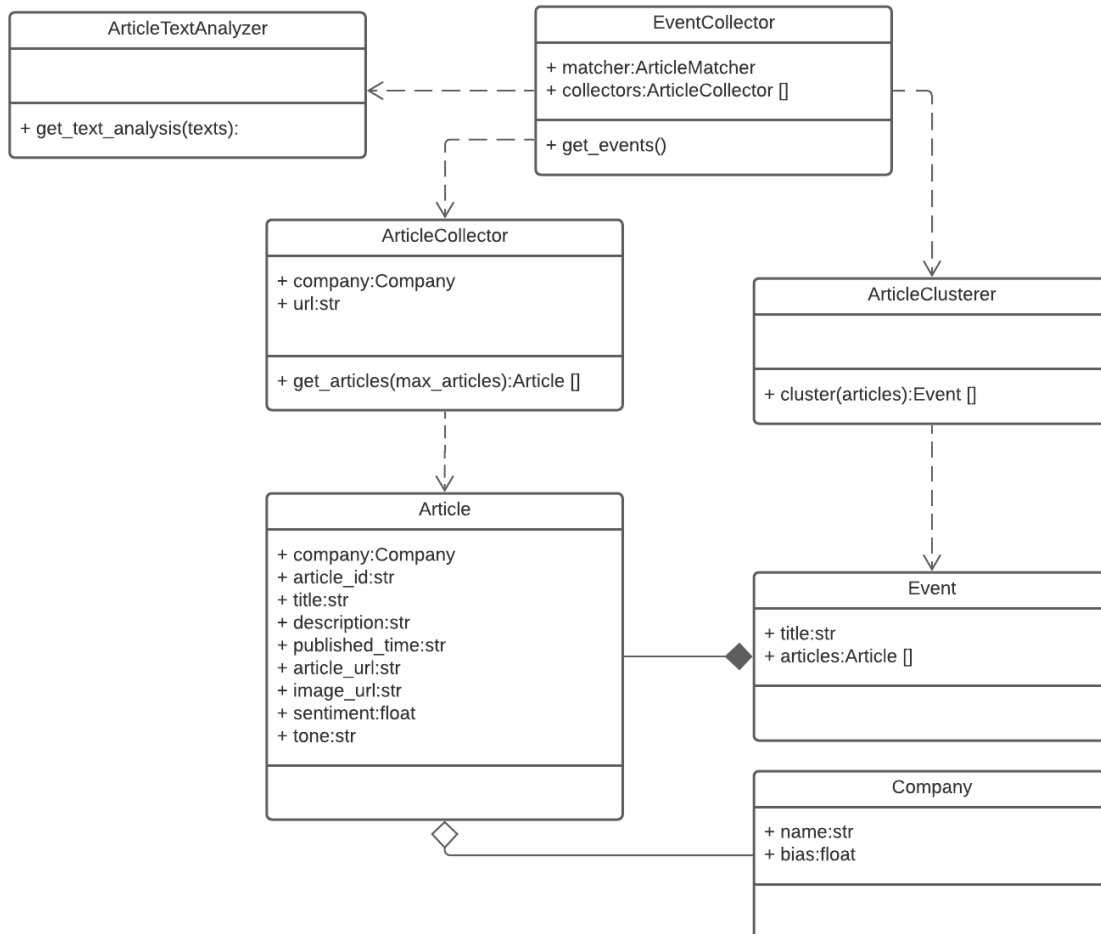 ArticleTextAnalyzer
+ get_text_analysis(texts):
EventCollector
+ matcher:ArticleMatcher
+ collectors:ArticleCollector []
+ get_events()
ArticleCollector
+ company:Company
+ url:str
+ get_articles(max_articles):Article []
ArticleClusterer
+ cluster(articles):Event []
Article
+ company:Company
+ article_id:str
+ title:str
+ description:str
+ published_time:str
+ article_url:str
+ image_url:str
+ sentiment:float
+ tone:str
Event
+ title:str
+ articles:Article []
Company
+ name:str
+ bias:float